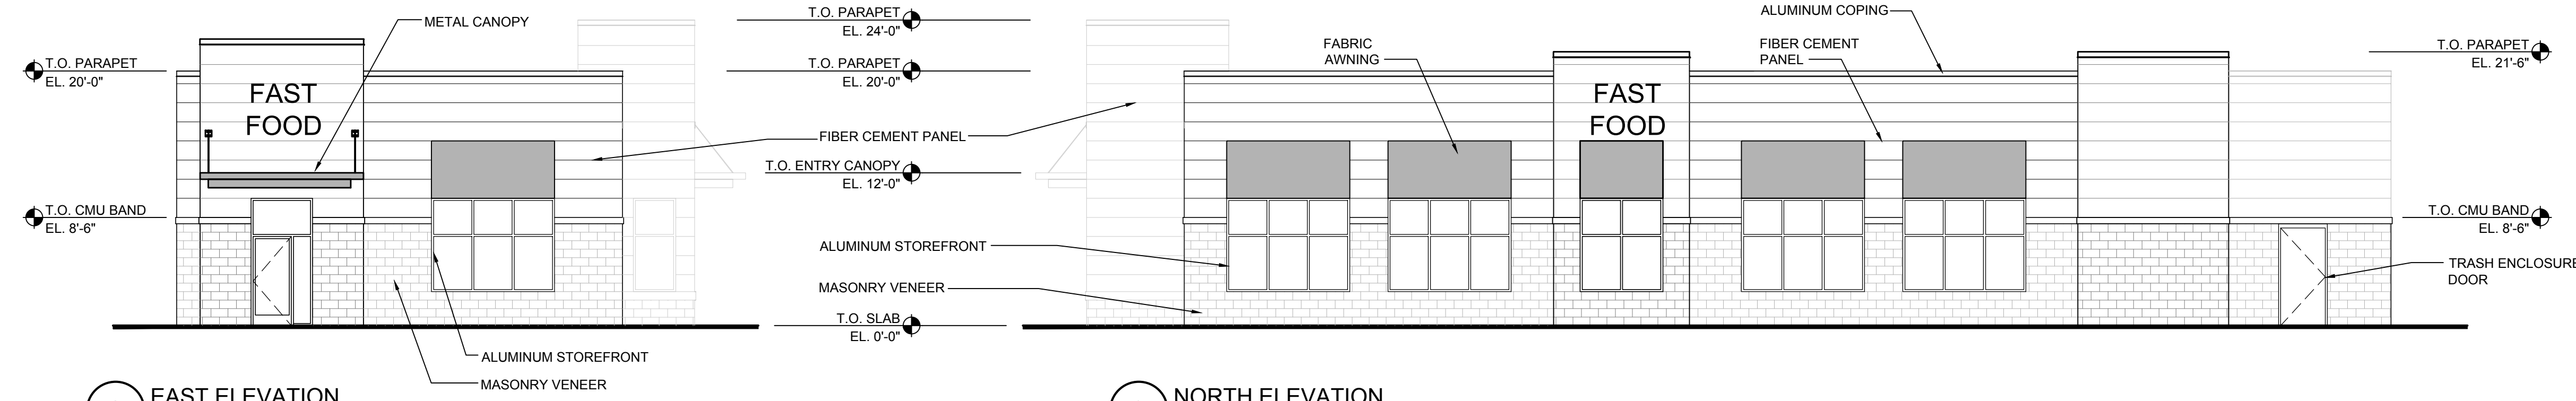 METAL CANOPY
T.O. PARAPET
EL. 20'-0"
FAST
FOOD
T.O. CMU BAND
EL. 8'-6"
ALUMINUM STOREFRONT
MASONRY VENEER
EAST ELEVATION
T.O. PARAPET
EL. 24'-0"
T.O. PARAPET
EL. 20'-0"
FIBER CEMENT PANEL
T.O. ENTRY CANOPY
EL. 12'-0"
ALUMINUM STOREFRONT
MASONRY VENEER
T.O. SLAB
EL. 0'-0"
FABRIC
AWNING
FAST
FOOD
ALUMINUM COPING
FIBER CEMENT
PANEL
T.O. PARAPET
EL. 21'-6"
T.O. CMU BAND
EL. 8'-6"
TRASH ENCLOSURE
DOOR
NORTH ELEVATION